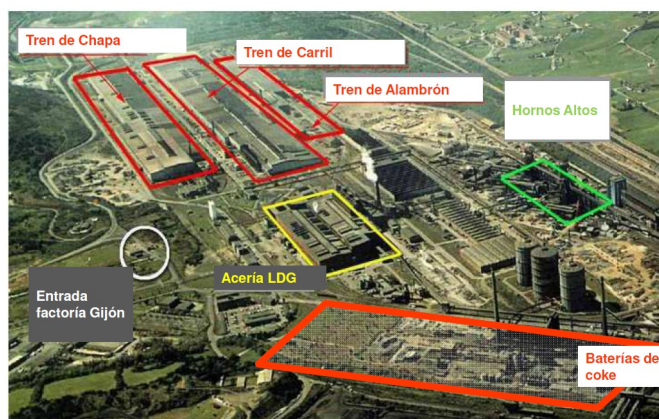 Tren de Chapa
Tren de Carril
Tren de Alambrón
Hornos Altos
Acería LDG
Entrada
factoría Gijón
Baterías de
coke